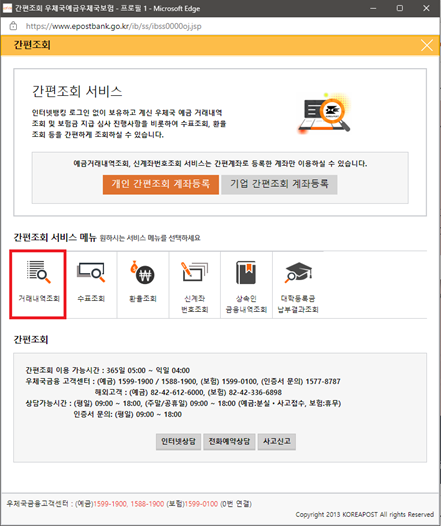 간편조회 우체국예금우체국보험 - 프로필 1 - Microsoft Edge
https://www.epostbank.go.kr/ib/ss/ibss0000oj.jsp
간편조회
간편조회 서비스
인터넷뱅킹 로그인 없이 보유하고 계신 우체국 예금 거래내역
조회 및 보험금 지급 심사 진행사항을 비롯하여 수표조회, 환율
조회 등을 간편하게 조회하실 수 있습니다.
예금거래내역조회, 신계좌번호조회 서비스는 간편계좌로 등록한 계좌만 이용하실 수 있습니다.
개인 간편조회 계좌등록 기업 간편조회 계좌등록
간편조회 서비스 메뉴 원하시는 서비스 메뉴를 선택하세요
거래내역조회 수표조회 환율조회 신계좌 번호조회 상속인 금융내역조회 대학등록금 납부결과조회
간편조회
간편조회 이용 가능시간 : 365일 05:00 ~ 익일 04:00
우체국금융 고객센터 : (예금) 1599-1900 / 1588-1900, (보험) 1599-0100, (인증서 문의) 1577-8787
해외고객 : (예금) 82-42-612-6000, (보험) 82-42-336-6898
상담가능시간 : (평일) 09:00 ~ 18:00, (주말/공휴일) 09:00 ~ 18:00 (예금:분실·사고접수, 보험:휴무)
인증서 문의: (평일) 09:00 ~ 18:00
인터넷상담 전화예약상담 사고신고
우체국금융고객센터 : (예금)1599-1900, 1588-1900 (보험)1599-0100 (0번 연결)
Copyright 2013 KOREAPOST All rights Reserved